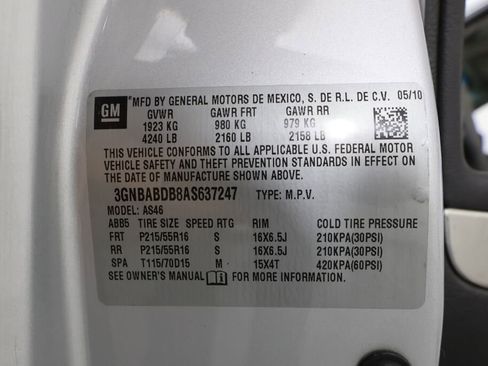 GM *MFD BY GENERAL MOTORS DE MEXICO, S. DE R.L. DE C.V. 05/10
GVWR GAWR FRT GAWR RR
1923 KG 980 KG 979 KG
4240 LB 2160 LB 2158 LB
THIS VEHICLE CONFORMS TO ALL APPLICABLE U.S. FEDERAL MOTOR
VEHICLE SAFETY AND THEFT PREVENTION STANDARDS IN EFFECT ON
THE DATE OF MANUFACTURE SHOWN ABOVE.
3GNBABDB8AS637247 TYPE: M.P.V.
MODEL: AS46
ABB5 TIRE SIZE SPEED RTG RIM COLD TIRE PRESSURE
FRT P215/55R16 S 16X6.5J 210KPA(30PSI)
RR P215/55R16 S 16X6.5J 210KPA(30PSI)
SPA T115/70D15 M 15X4T 420KPA(60PSI)
SEE OWNER'S MANUAL FOR MORE INFORMATION.